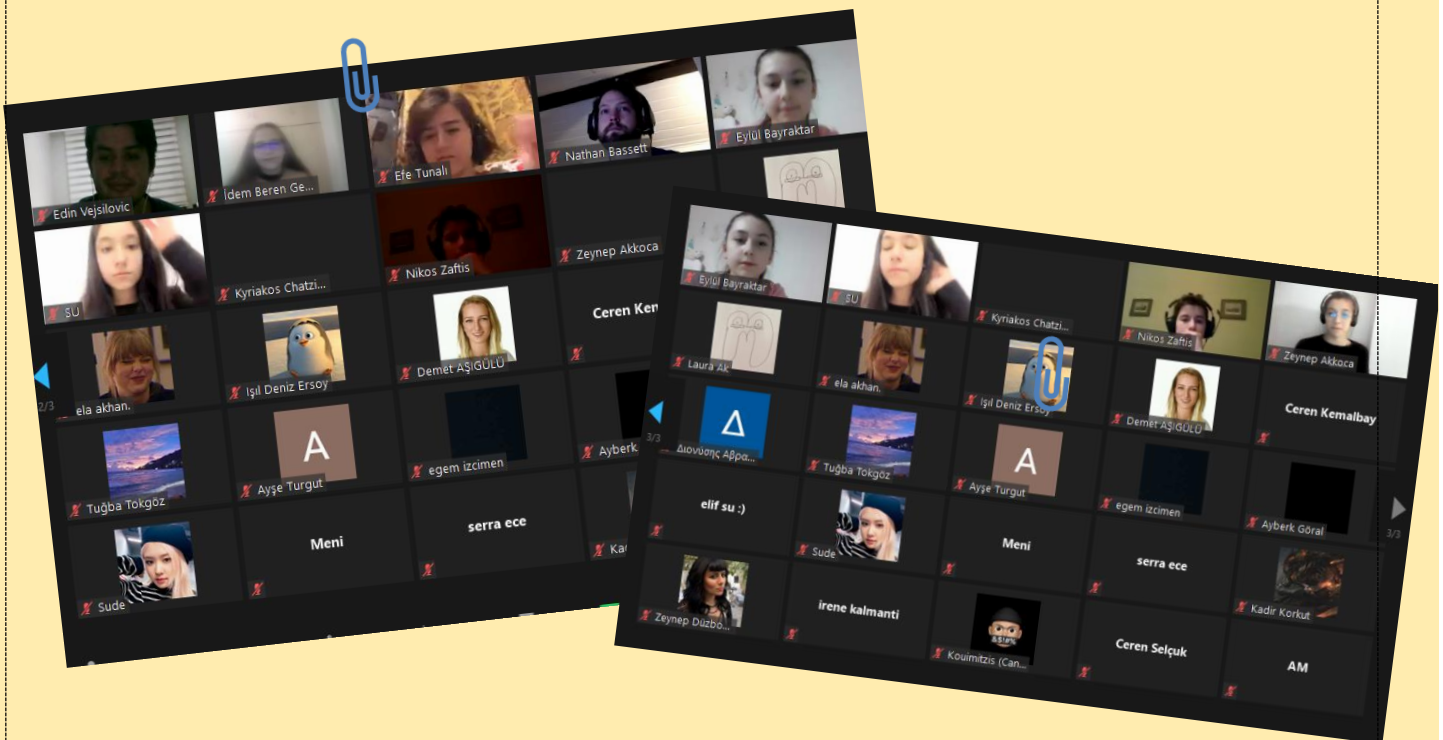 Edin Vejsilovic
İdem Beren Ge...
Efe Tunalı
Nathan Bassett
Eylül Bayraktar
SU
Kyriakos Chatzi...
Nikos Zaftis
Zeynep Akkoca
ela akhan.
Işıl Deniz Ersoy
Demet AŞIGÜLÜ
Ceren Kem
2/3
Tuğba Tokgöz
A
Ayşe Turgut
egem izcimen
Ayberk
Sude
Meni
serra ece
Ka
Eylül Bayraktar
SU
Kyriakos Chatzi...
Nikos Zaftis
Zeynep Akkoca
Laura Ak
ela akhan.
Işıl Deniz Ersoy
Demet AŞIGÜLÜ
Ceren Kemalbay
3/3
Δ
Διονύσης Αβρα...
Tuğba Tokgöz
A
Ayşe Turgut
egem izcimen
Ayberk Göral
3/3
elif su :)
Sude
Meni
serra ece
Kadir Korkut
Zeynep Düzbo...
irene kalmanti
&$!#%
Kouimitzis (Can...
Ceren Selçuk
AM